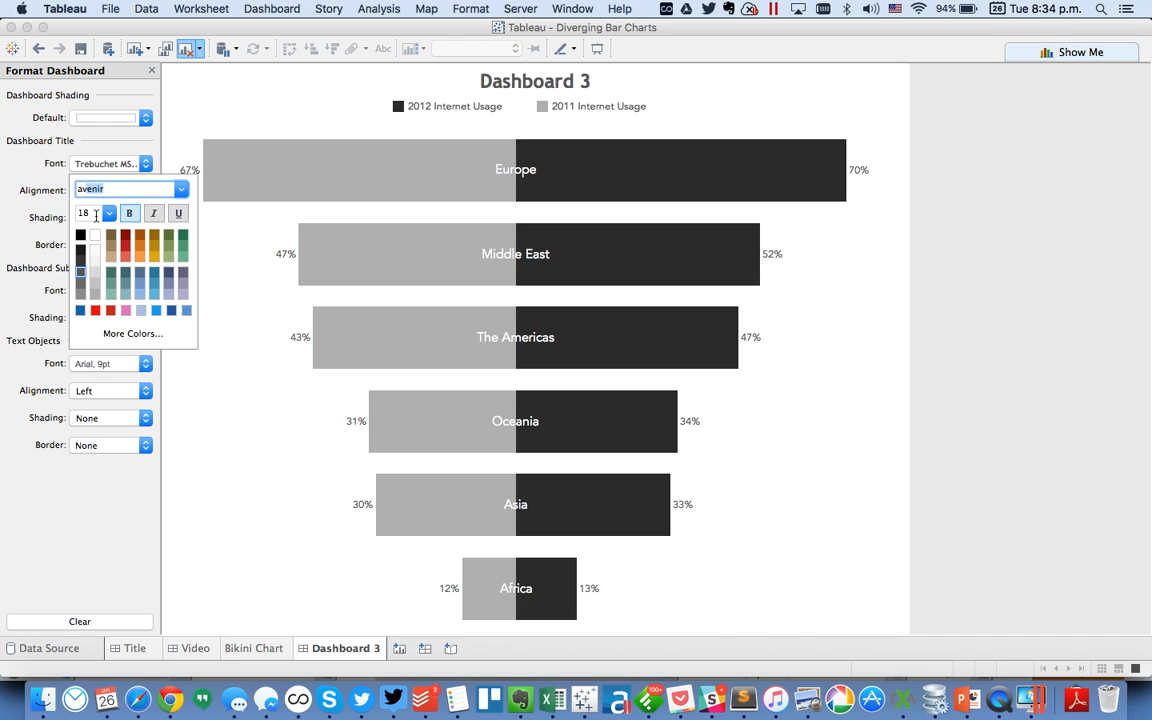 Tableau File Data Worksheet Dashboard Story Analysis Map Format Server Window Help 94% 26 Tue 8:34 p.m.
Tableau - Diverging Bar Charts
Abc
Show Me
Format Dashboard
Dashboard Shading
Default:
Dashboard Title
Font: Trebuchet MS..
Alignment:
avenir
Shading:
18 B I U
Border:
Dashboard Sub
Font:
Shading:
More Colors...
Text Objects
Font: Arial, 9pt
Alignment: Left
Shading: None
Border: None
Clear
Dashboard 3
2012 Internet Usage 2011 Internet Usage
67% Europe 70%
47% Middle East 52%
43% The Americas 47%
31% Oceania 34%
30% Asia 33%
12% Africa 13%
Data Source Title Video Bikini Chart Dashboard 3